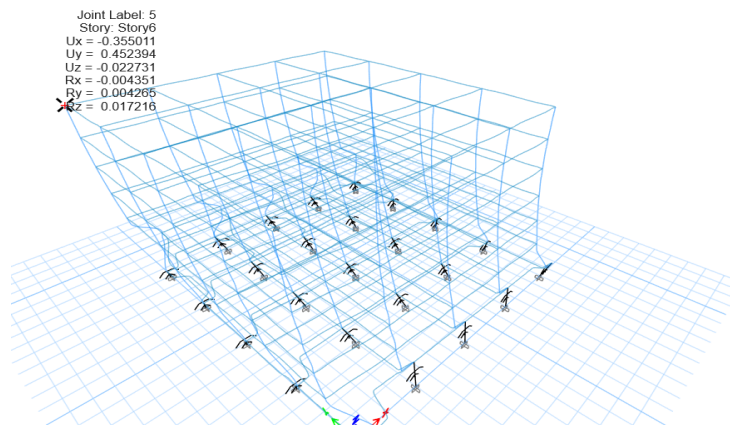 Joint Label: 5
Story: Story6
Ux = -0.355011
Uy = 0.452394
Uz = -0.022731
Rx = -0.004351
Ry = 0.004265
Rz = 0.017216